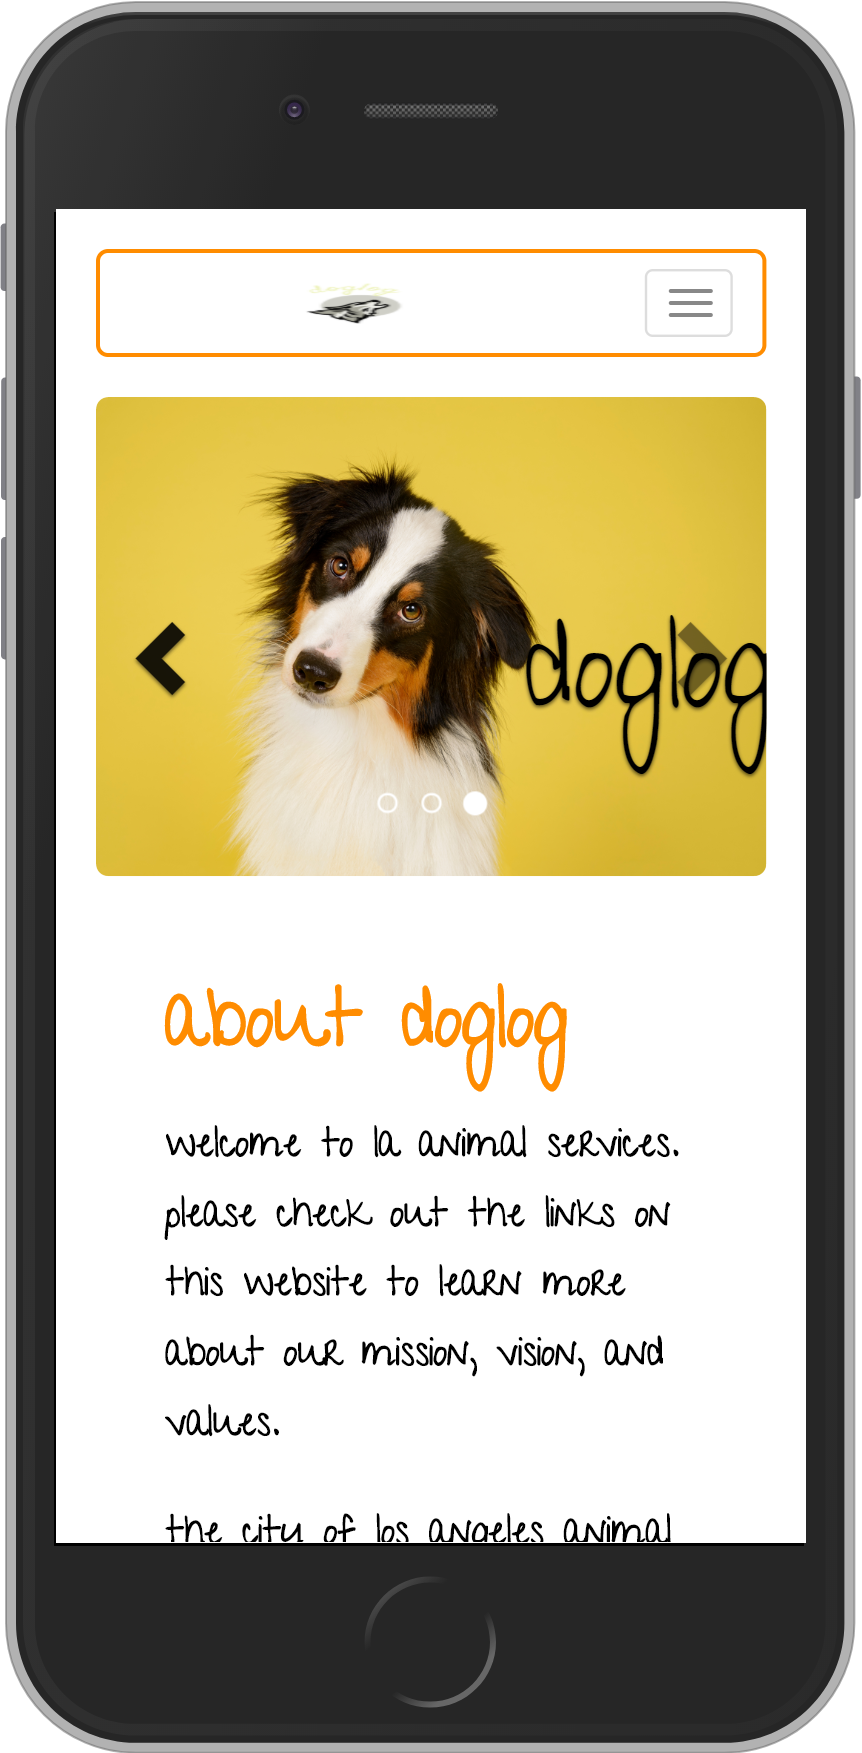 doglog
doglog
about doglog
welcome to la animal services.
please check out the links on
this website to learn more
about our mission, vision, and
values.
the city of los angeles animal